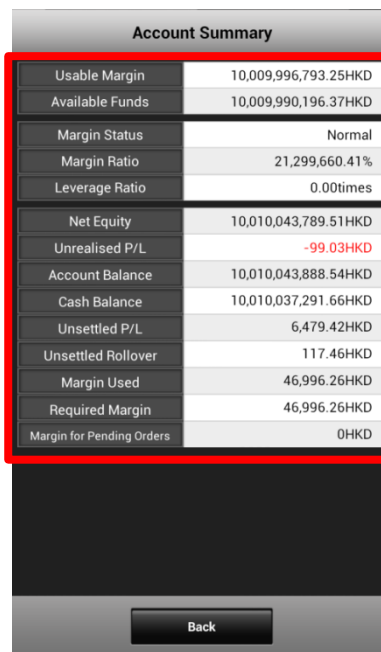 Account Summary
Usable Margin 10,009,996,793.25HKD
Available Funds 10,009,990,196.37HKD
Margin Status Normal
Margin Ratio 21,299,660.41%
Leverage Ratio 0.00times
Net Equity 10,010,043,789.51HKD
Unrealised P/L -99.03HKD
Account Balance 10,010,043,888.54HKD
Cash Balance 10,010,037,291.66HKD
Unsettled P/L 6,479.42HKD
Unsettled Rollover 117.46HKD
Margin Used 46,996.26HKD
Required Margin 46,996.26HKD
Margin for Pending Orders 0HKD
Back